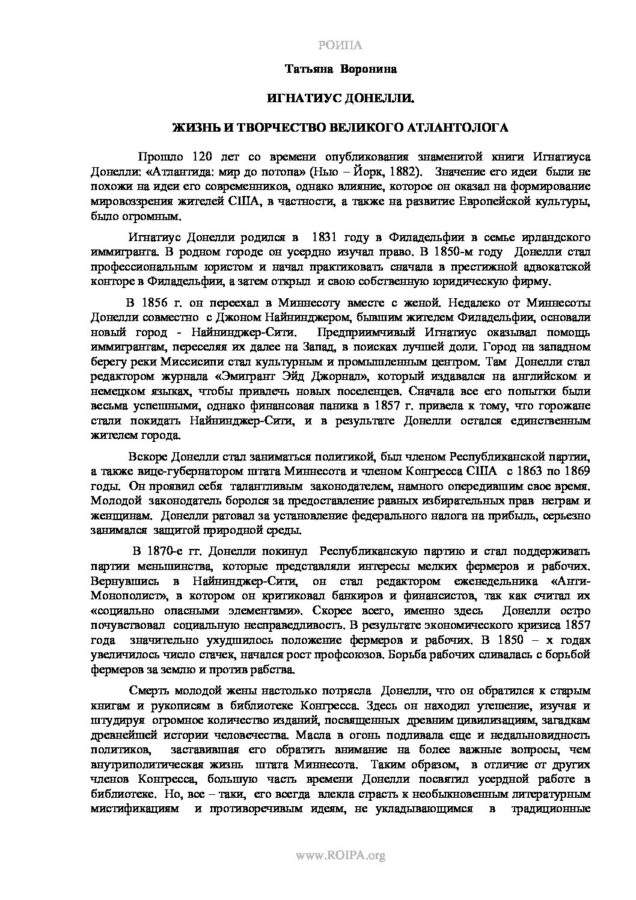 РОИПА
Татьяна Воронина
ИГНАТИУС ДОНЕЛЛИ.
ЖИЗНЬ И ТВОРЧЕСТВО ВЕЛИКОГО АТЛАНТОЛОГА
Прошло 120 лет со времени опубликования знаменитой книги Игнатиуса
Донелли: «Атлантида: мир до потопа» (Нью – Йорк, 1882). Значение его идеи были не
похожи на идеи его современников, однако влияние, которое он оказал на формирование
мировоззрения жителей США, в частности, а также на развитие Европейской культуры,
было огромным.
Игнатиус Донелли родился в 1831 году в Филадельфии в семье ирландского
иммигранта. В родном городе он усердно изучал право. В 1850-м году Донелли стал
профессиональным юристом и начал практиковать сначала в престижной адвокатской
конторе в Филадельфии, а затем открыл и свою собственную юридическую фирму.
В 1856 г. он переехал в Миннесоту вместе с женой. Недалеко от Миннесоты
Донелли совместно с Джоном Найнинджером, бывшим жителем Филадельфии, основали
новый город - Найнинджер-Сити. Предприимчивый Игнатиус оказывал помощь
иммигрантам, переселяя их далее на Запад, в поисках лучшей доли. Город на западном
берегу реки Миссисипи стал культурным и промышленным центром. Там Донелли стал
редактором журнала «Эмигрант Эйд Джорнал», который издавался на английском и
немецком языках, чтобы привлечь новых поселенцев. Сначала все его попытки были
весьма успешными, однако финансовая паника в 1857 г. привела к тому, что горожане
стали покидать Найнинджер-Сити, и в результате Донелли остался единственным
жителем города.
Вскоре Донелли стал заниматься политикой, был членом Республиканской партии,
а также вице-губернатором штата Миннесота и членом Конгресса США с 1863 по 1869
годы. Он проявил себя талантливым законодателем, намного опередившим свое время.
Молодой законодатель боролся за предоставление равных избирательных прав неграм и
женщинам. Донелли ратовал за установление федерального налога на прибыль, серьезно
занимался защитой природной среды.
В 1870-е гг. Донелли покинул Республиканскую партию и стал поддерживать
партии меньшинства, которые представляли интересы мелких фермеров и рабочих.
Вернувшись в Найнинджер-Сити, он стал редактором еженедельника «Анти-
Монополист», в котором он критиковал банкиров и финансистов, так как считал их
«социально опасными элементами». Скорее всего, именно здесь Донелли остро
почувствовал социальную несправедливость. В результате экономического кризиса 1857
года значительно ухудшилось положение фермеров и рабочих. В 1850 – х годах
увеличилось число стачек, начался рост профсоюзов. Борьба рабочих сливалась с борьбой
фермеров за землю и против рабства.
Смерть молодой жены настолько потрясла Донелли, что он обратился к старым
книгам и рукописям в библиотеке Конгресса. Здесь он находил утешение, изучая и
штудируя огромное количество изданий, посвященных древним цивилизациям, загадкам
древнейшей истории человечества. Масла в огонь подливала еще и недальновидность
политиков, заставившая его обратить внимание на более важные вопросы, чем
внутриполитическая жизнь штата Миннесота. Таким образом, в отличие от других
членов Конгресса, большую часть времени Донелли посвятил усердной работе в
библиотеке. Но, все – таки, его всегда влекла страсть к необыкновенным литературным
мистификациям и противоречивым идеям, не укладывающимся в традиционные
www.ROIPA.org